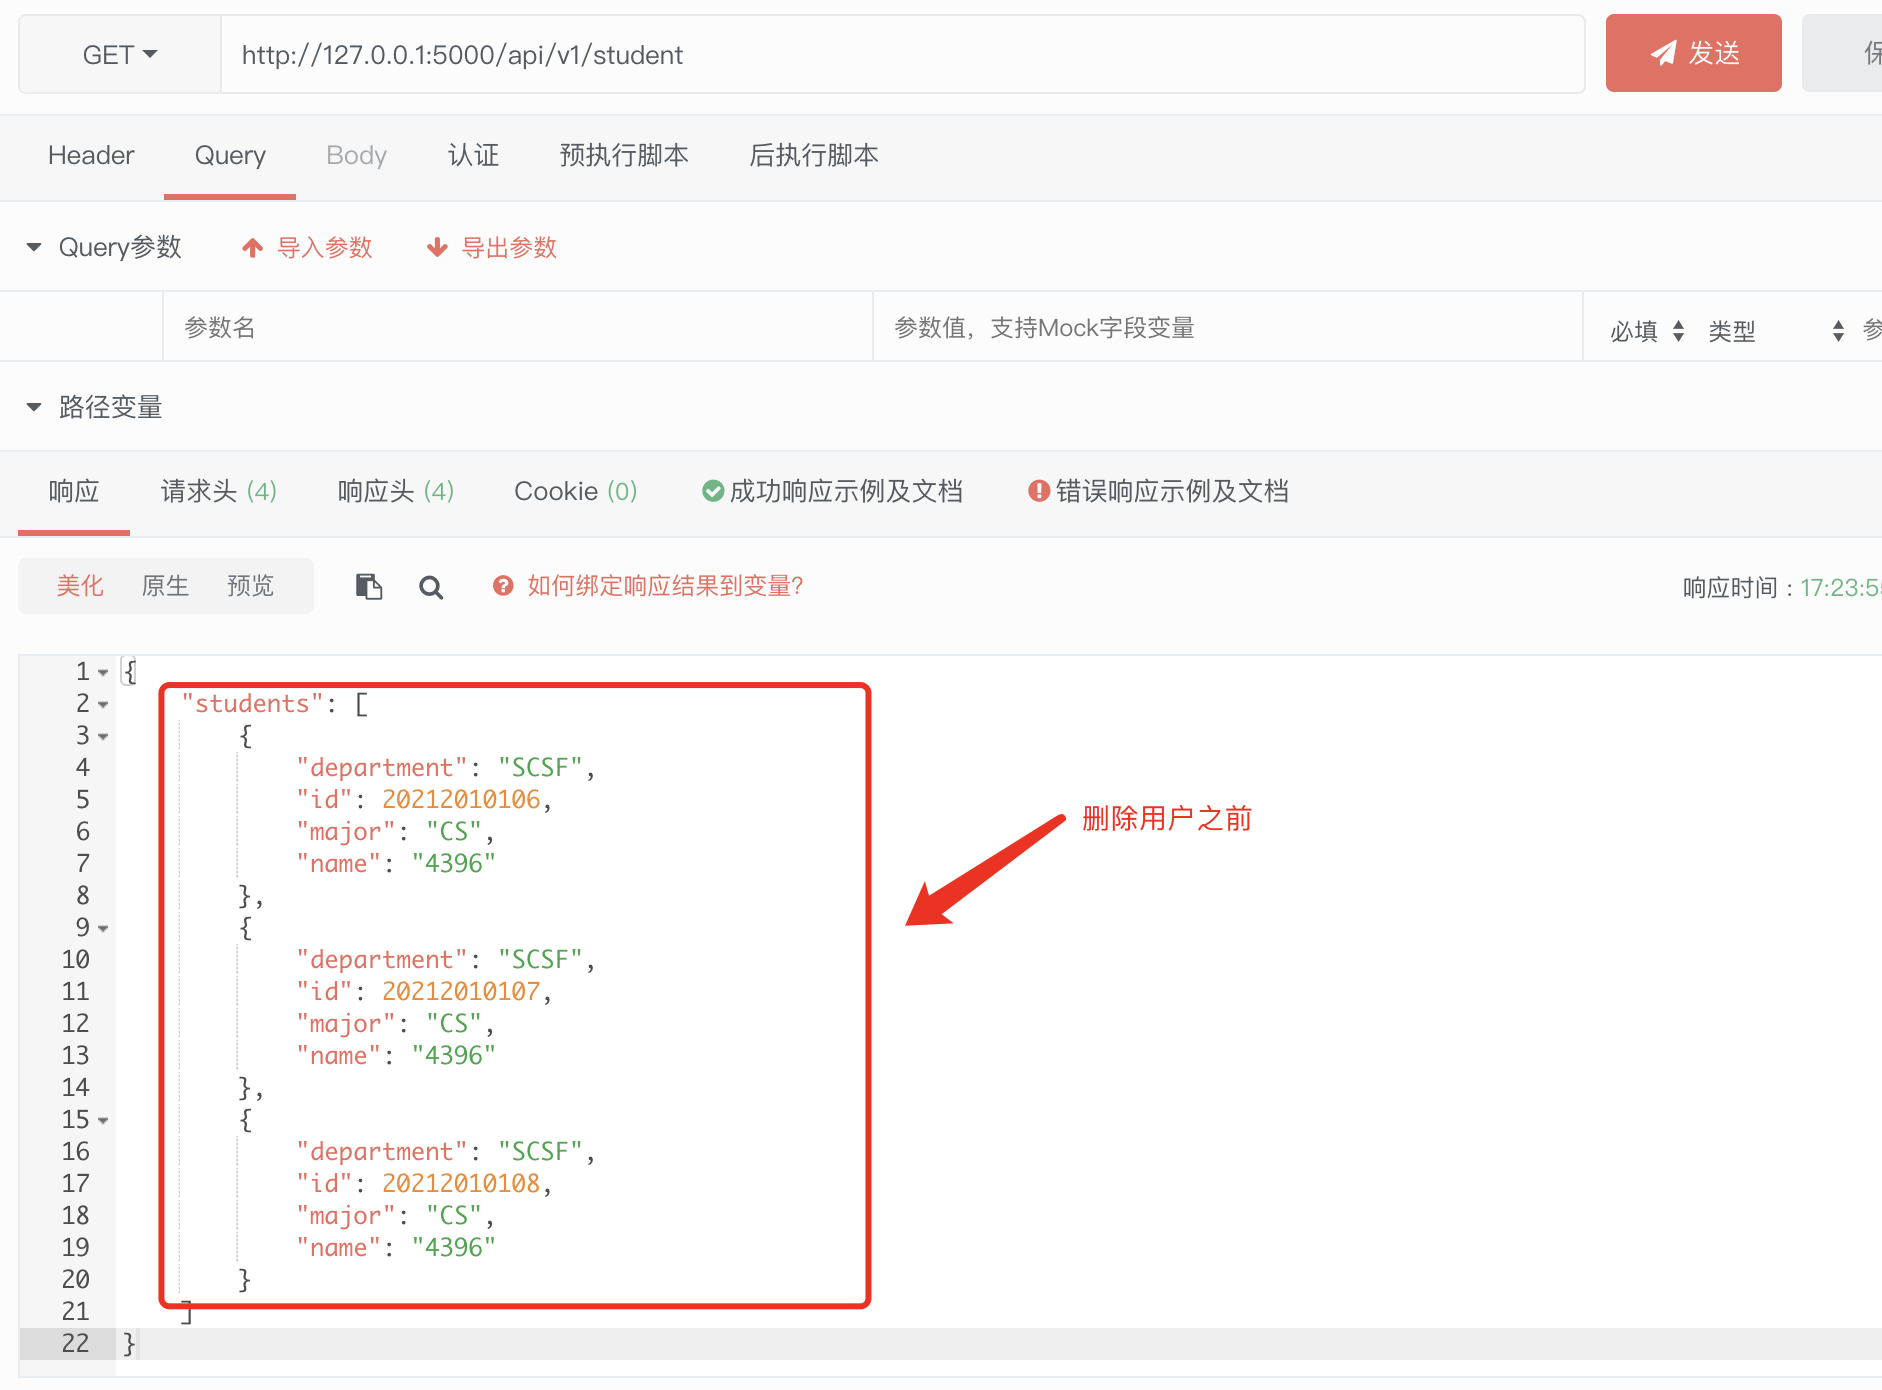 GET http://127.0.0.1:5000/api/v1/student 发送
Header Query Body 认证 预执行脚本 后执行脚本
Query参数 导入参数 导出参数
参数名 参数值，支持Mock字段变量 必填 类型
路径变量
响应 请求头 (4) 响应头 (4) Cookie (0) 成功响应示例及文档 错误响应示例及文档
美化 原生 预览 如何绑定响应结果到变量? 响应时间 : 17:23:5
1 {
2 "students": [
3 {
4 "department": "SCSF",
5 "id": 20212010106,
6 "major": "CS",
7 "name": "4396"
8 },
9 {
10 "department": "SCSF",
11 "id": 20212010107,
12 "major": "CS",
13 "name": "4396"
14 },
15 {
16 "department": "SCSF",
17 "id": 20212010108,
18 "major": "CS",
19 "name": "4396"
20 }
21 ]
22 }
删除用户之前